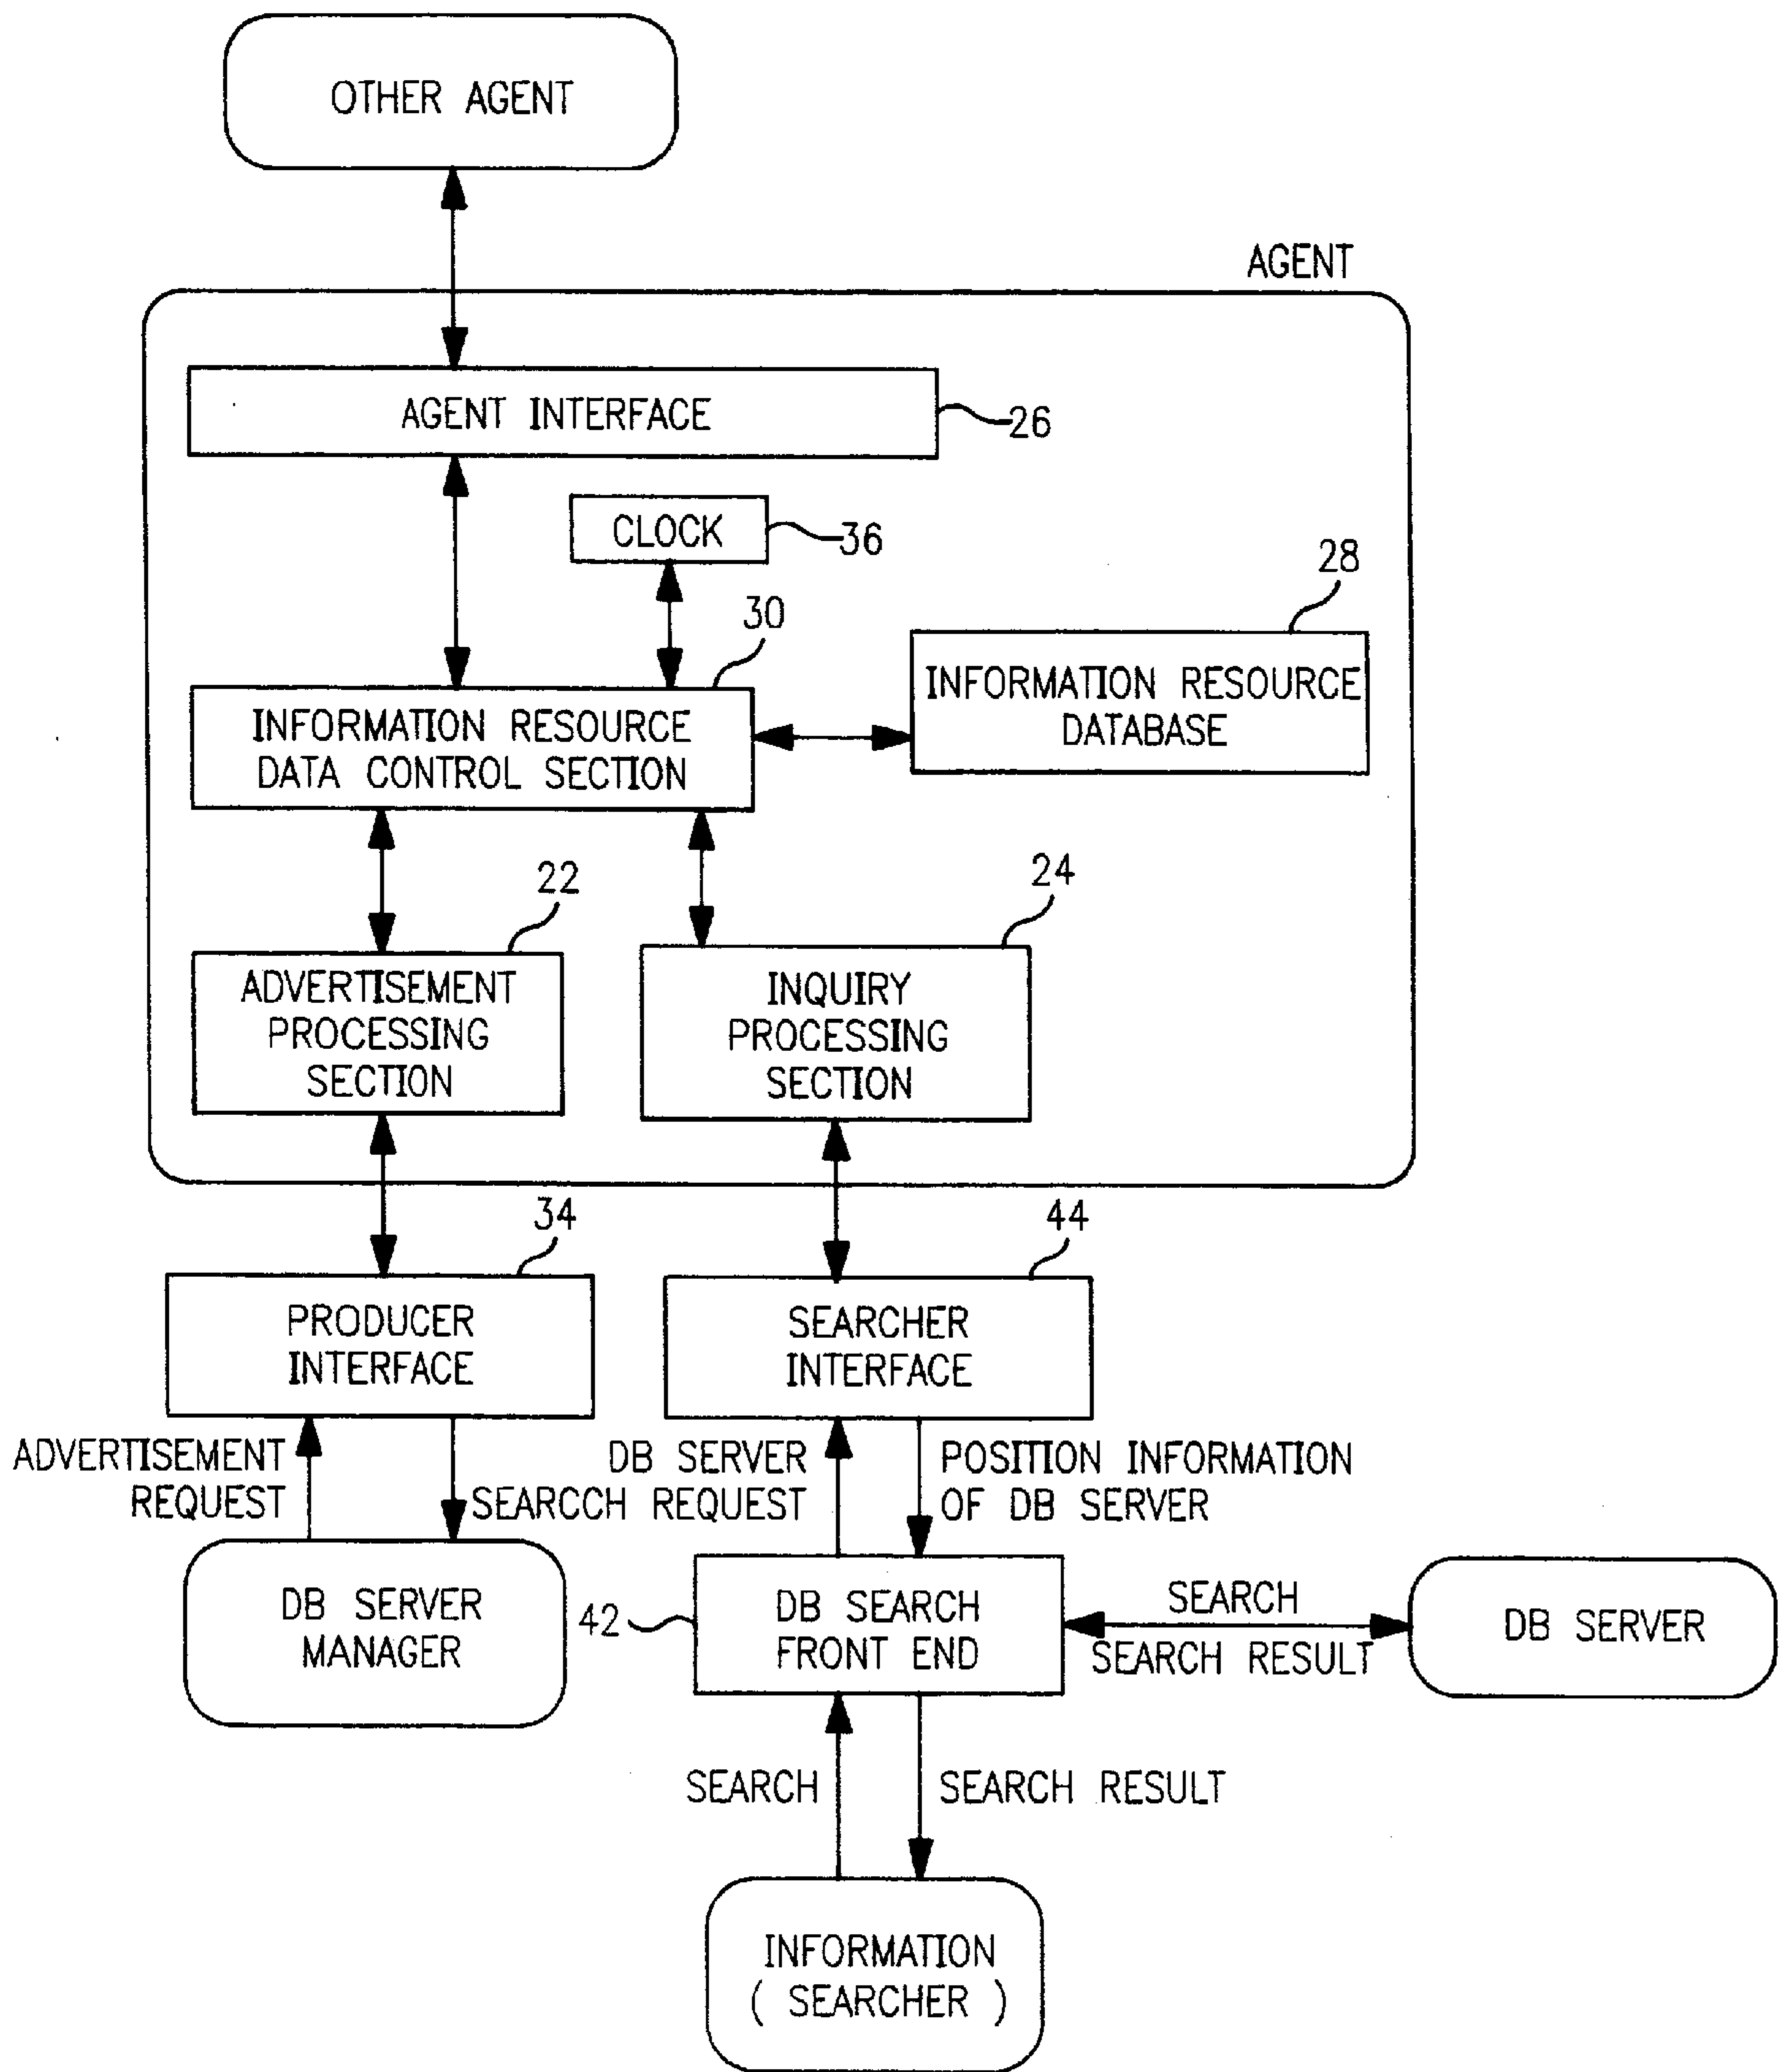 OTHER AGENT
AGENT
AGENT INTERFACE
26
CLOCK
36
28
30
INFORMATION RESOURCE
DATA CONTROL SECTION
INFORMATION RESOURCE
DATABASE
22
24
ADVERTISEMENT
PROCESSING
SECTION
INQUIRY
PROCESSING
SECTION
34
44
PRODUCER
INTERFACE
SEARCHER
INTERFACE
ADVERTISEMENT
REQUEST
DB SERVER
SEARCCH REQUEST
POSITION INFORMATION
OF DB SERVER
DB SERVER
MANAGER
42
DB SEARCH
FRONT END
SEARCH
SEARCH RESULT
DB SERVER
SEARCH
SEARCH RESULT
INFORMATION
( SEARCHER )